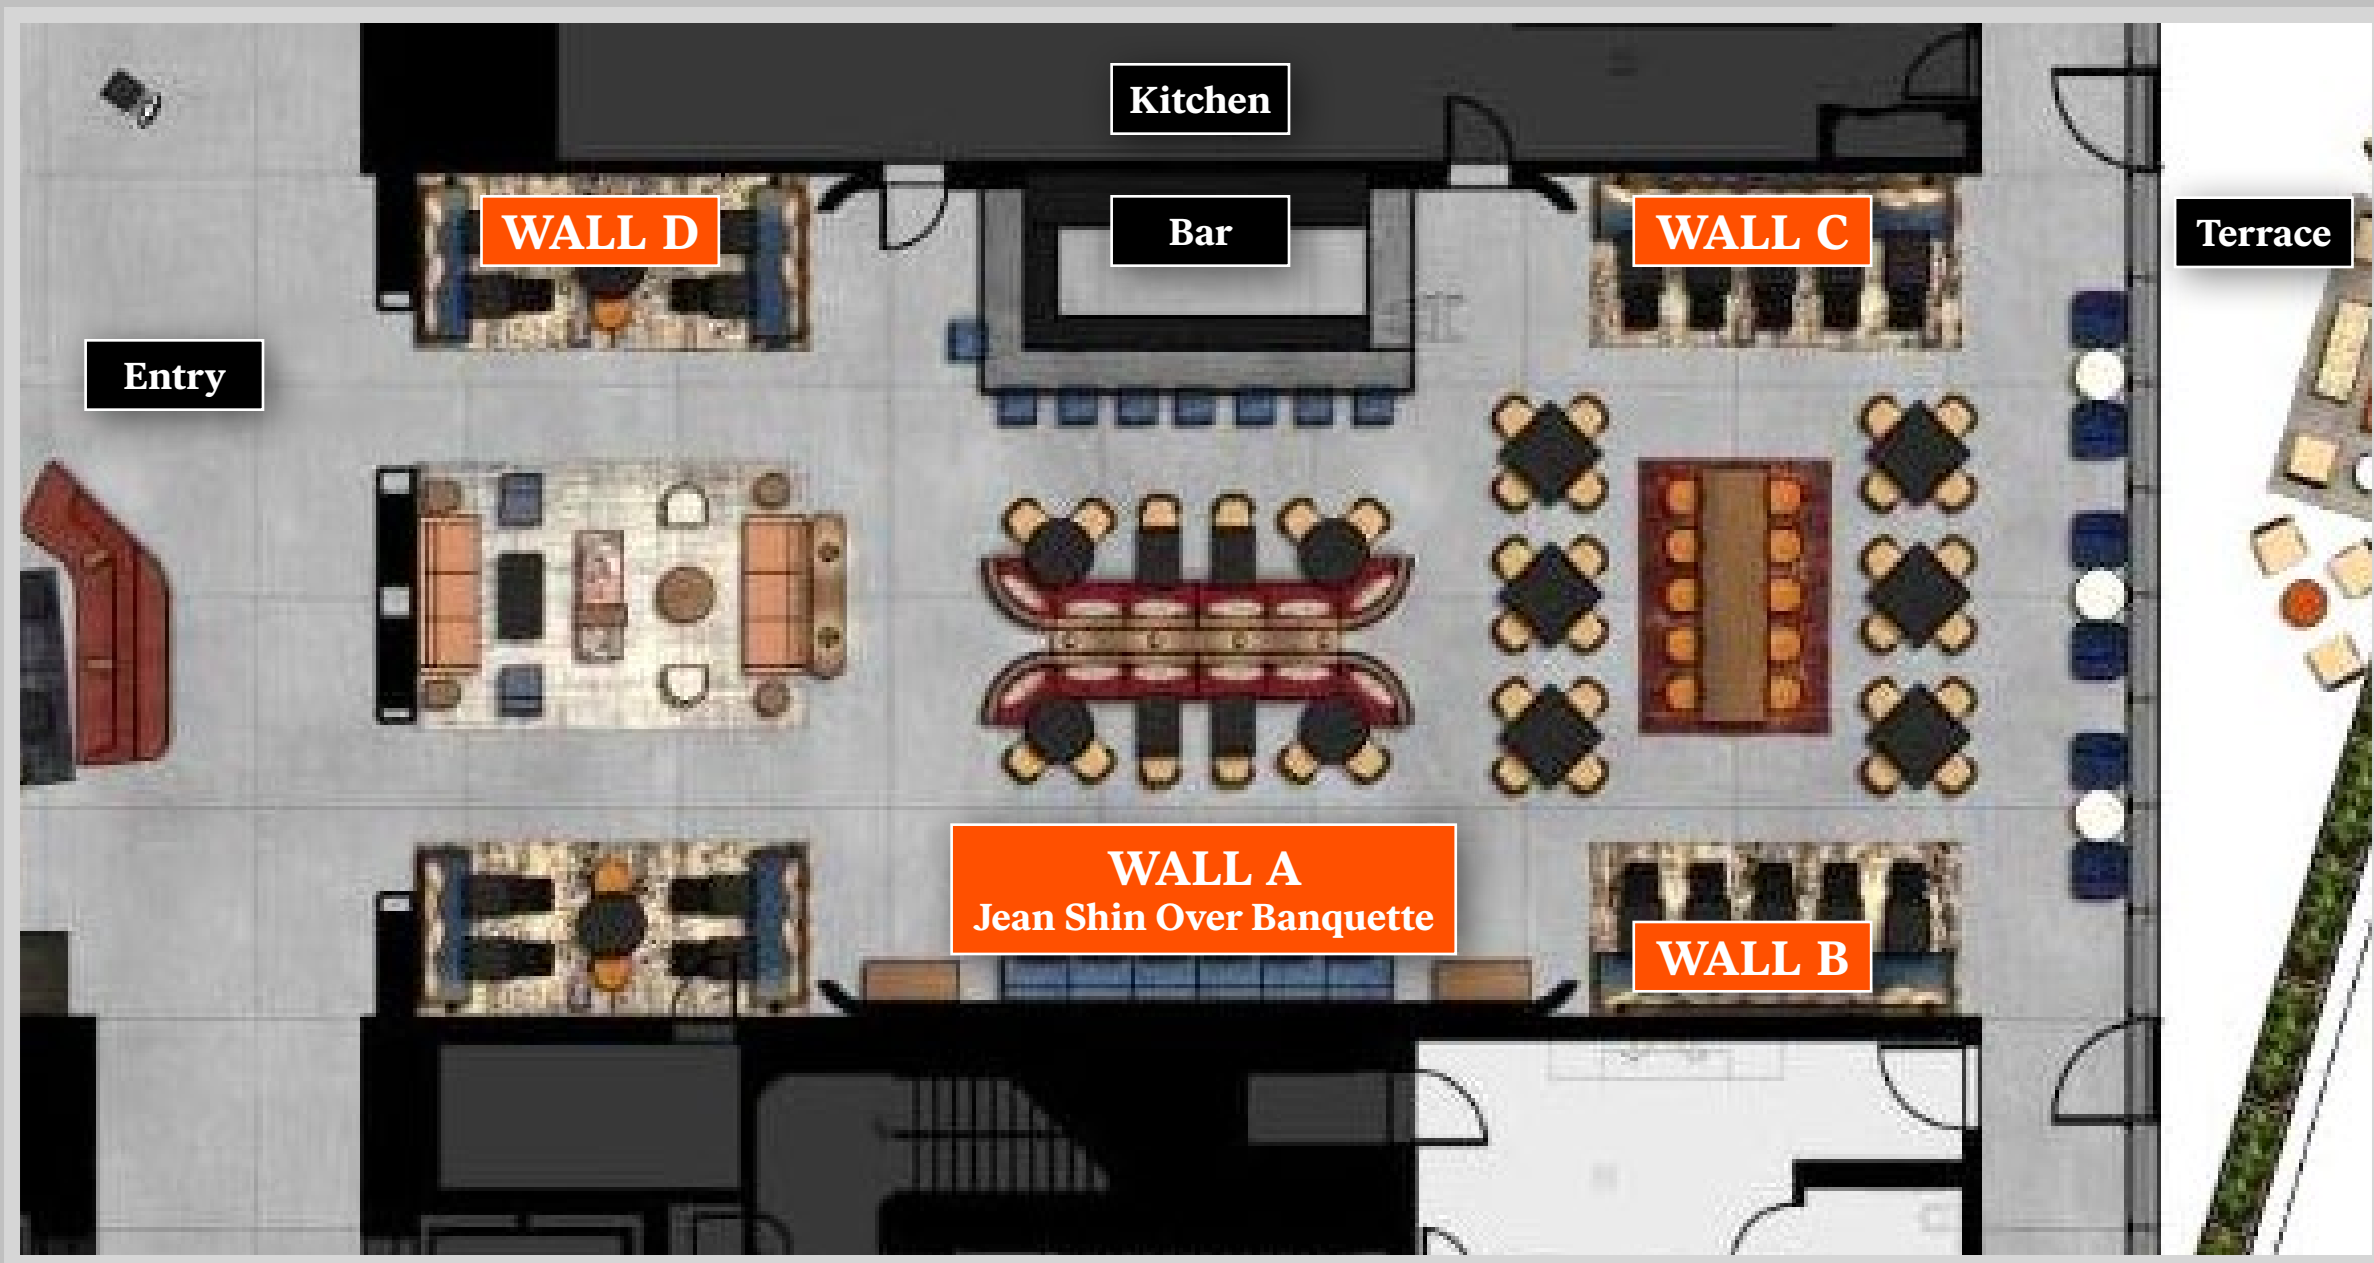 Kitchen
WALL D
Bar
WALL C
Terrace
Entry
WALL A
Jean Shin Over Banquette
WALL B